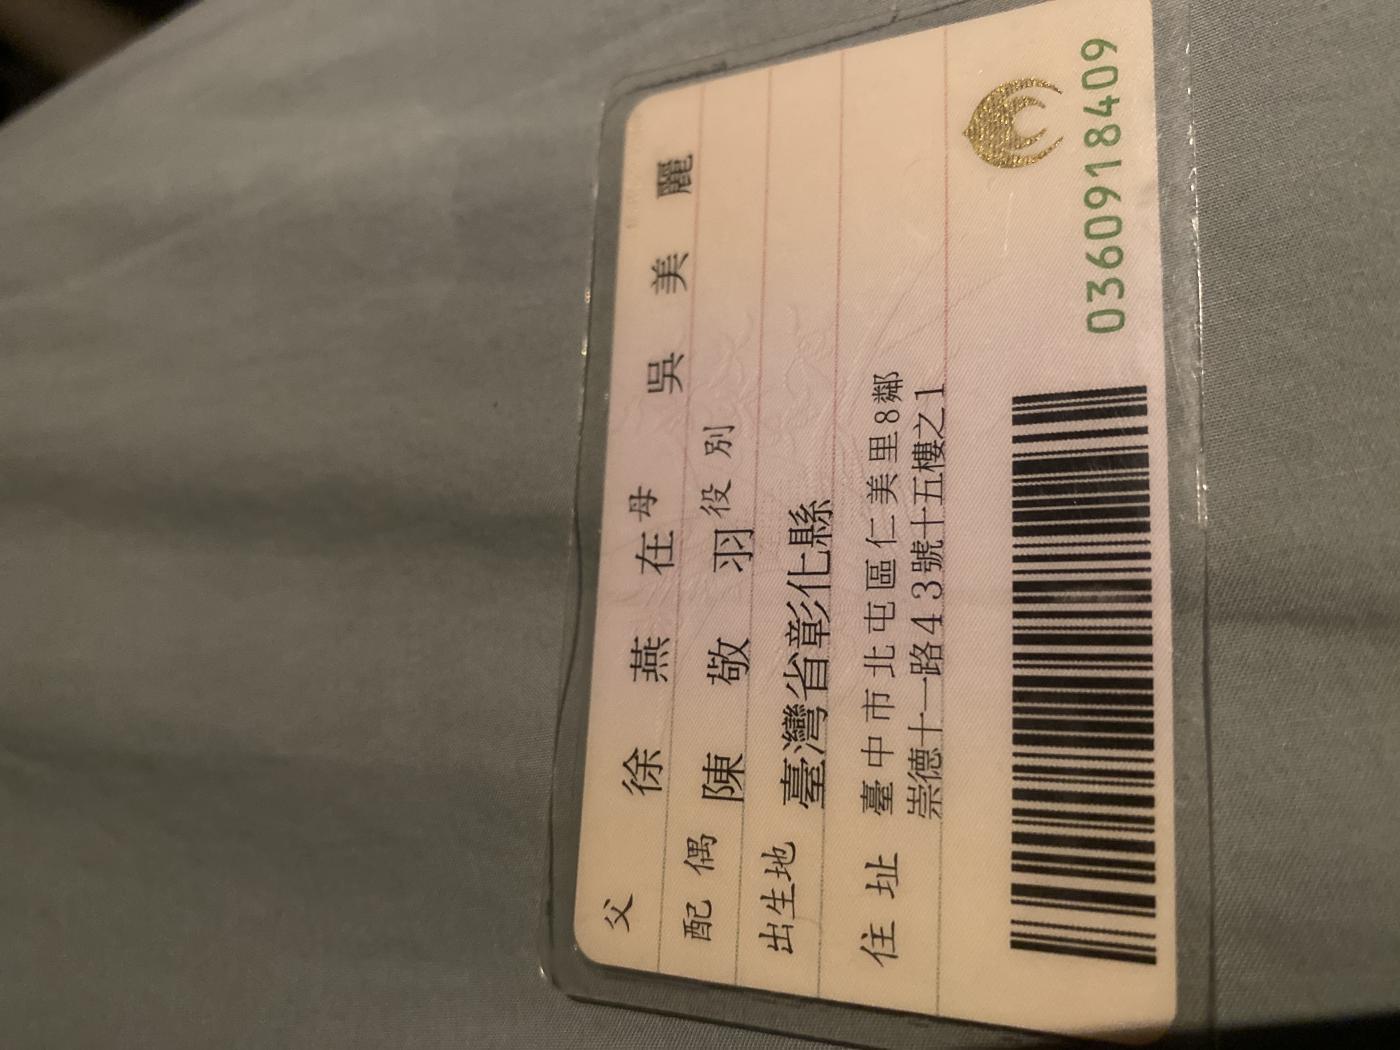 父 徐燕在 母 吳美麗
配偶 陳敬羽 役別
出生地 臺灣省彰化縣
住址 臺中市北屯區仁美里8鄰
崇德十一路43號十五樓之1
0360918409